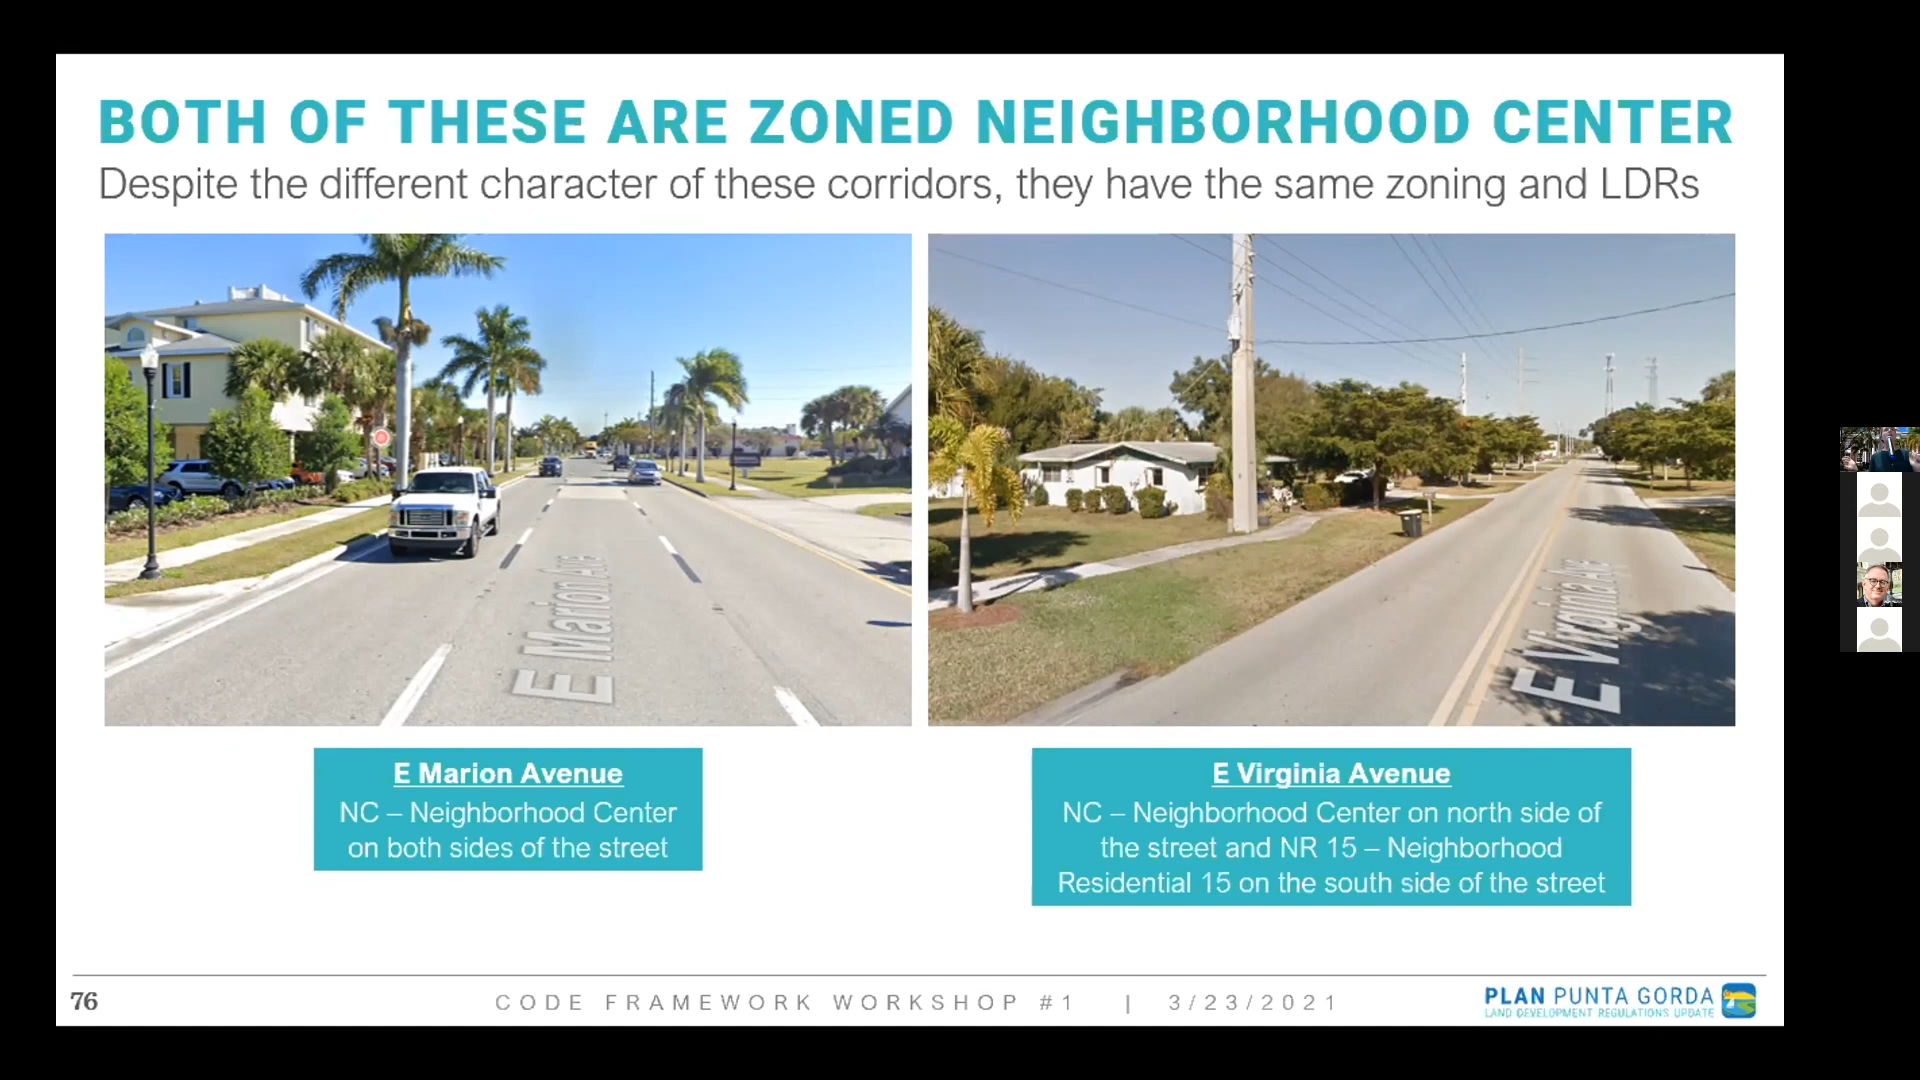 BOTH OF THESE ARE ZONED NEIGHBORHOOD CENTER
Despite the different character of these corridors, they have the same zoning and LDRs
E Marion Ave
E Virginia Ave
E Marion Avenue
NC – Neighborhood Center
on both sides of the street
E Virginia Avenue
NC – Neighborhood Center on north side of
the street and NR 15 – Neighborhood
Residential 15 on the south side of the street
76
CODE FRAMEWORK WORKSHOP #1 | 3/23/2021
PLAN PUNTA GORDA
LAND DEVELOPMENT REGULATIONS UPDATE